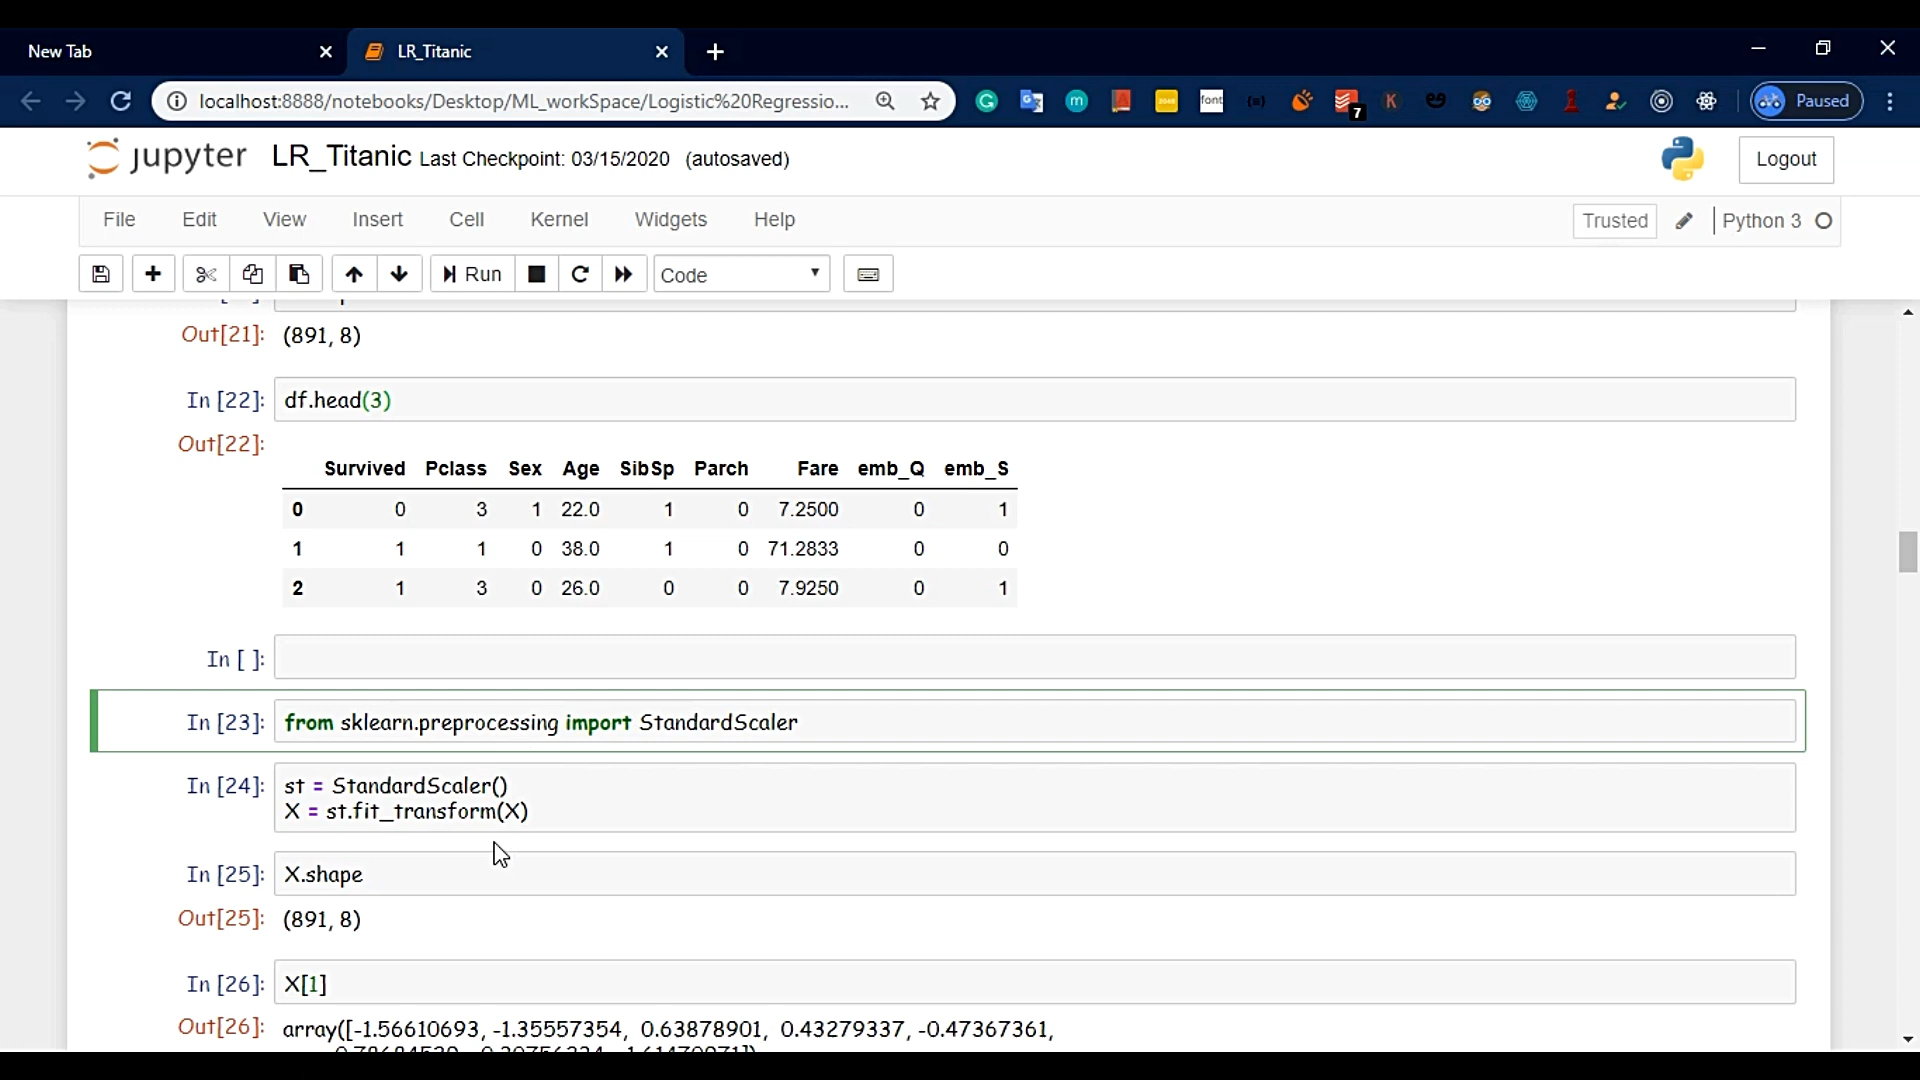 New Tab
LR_Titanic
localhost:8888/notebooks/Desktop/ML_workSpace/Logistic%20Regressio...
2048
font
7
K
Paused
jupyter LR_Titanic Last Checkpoint: 03/15/2020 (autosaved)
Logout
File Edit View Insert Cell Kernel Widgets Help
Trusted Python 3
Run Code
Out[21]: (891, 8)
In [22]: df.head(3)
Out[22]:
Survived Pclass Sex Age SibSp Parch Fare emb_Q emb_S
0 0 3 1 22.0 1 0 7.2500 0 1
1 1 1 0 38.0 1 0 71.2833 0 0
2 1 3 0 26.0 0 0 7.9250 0 1
In [ ]:
In [23]: from sklearn.preprocessing import StandardScaler
In [24]: st = StandardScaler()
X = st.fit_transform(X)
In [25]: X.shape
Out[25]: (891, 8)
In [26]: X[1]
Out[26]: array([-1.56610693, -1.35557354, 0.63878901, 0.43279337, -0.47367361,